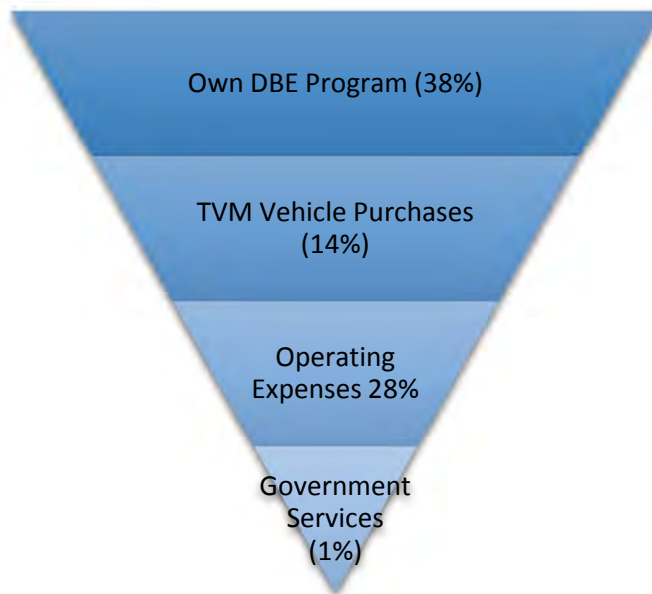 Own DBE Program (38%)
TVM Vehicle Purchases
(14%)
Operating
Expenses 28%
Government
Services
(1%)